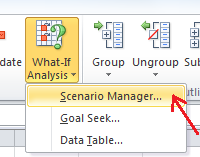 date
What-If
Analysis
Group
Ungroup
Sub
Scenario Manager...
Goal Seek...
Data Table...